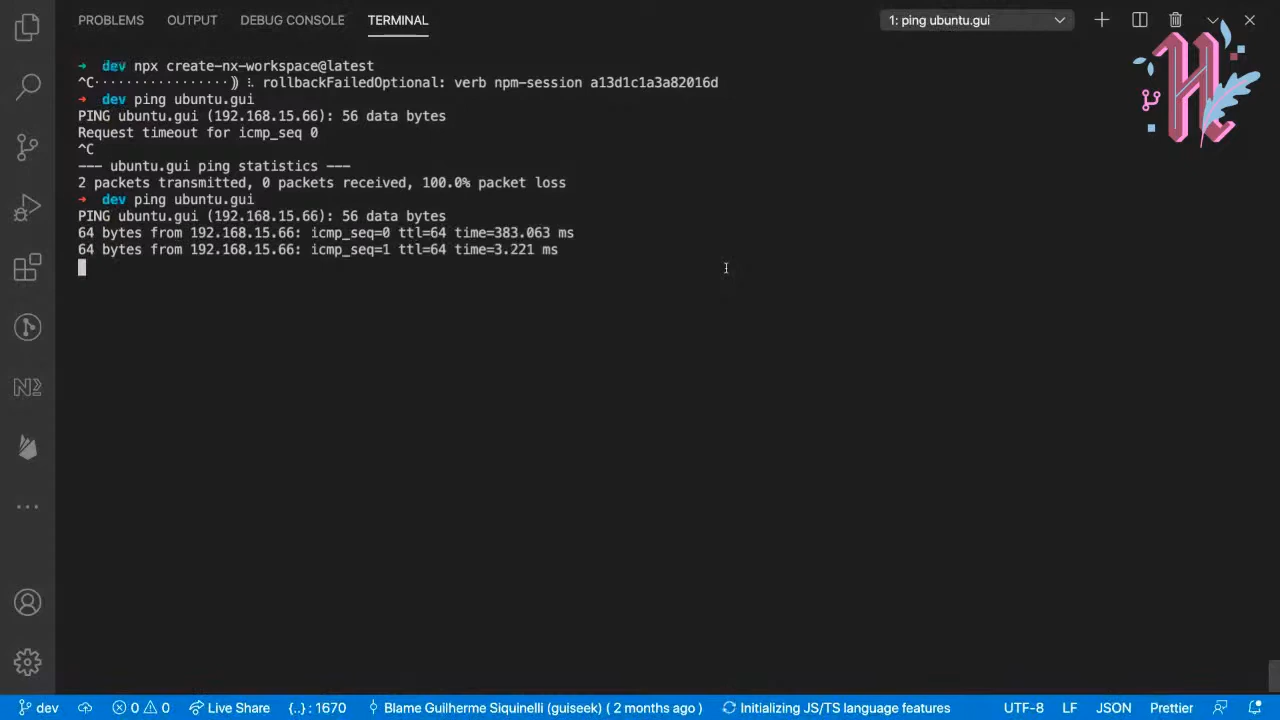 PROBLEMS OUTPUT DEBUG CONSOLE TERMINAL 1: ping ubuntu.gui
➜ dev npx create-nx-workspace@latest
^C··················⸩ ⠸ rollbackFailedOptional: verb npm-session a13d1c1a3a82016d
➜ dev ping ubuntu.gui
PING ubuntu.gui (192.168.15.66): 56 data bytes
Request timeout for icmp_seq 0
^C
--- ubuntu.gui ping statistics ---
2 packets transmitted, 0 packets received, 100.0% packet loss
➜ dev ping ubuntu.gui
PING ubuntu.gui (192.168.15.66): 56 data bytes
64 bytes from 192.168.15.66: icmp_seq=0 ttl=64 time=383.063 ms
64 bytes from 192.168.15.66: icmp_seq=1 ttl=64 time=3.221 ms
H
N
dev 0 0 Live Share {..} : 1670 Blame Guilherme Siquinelli (guiseek) ( 2 months ago ) Initializing JS/TS language features UTF-8 LF JSON Prettier